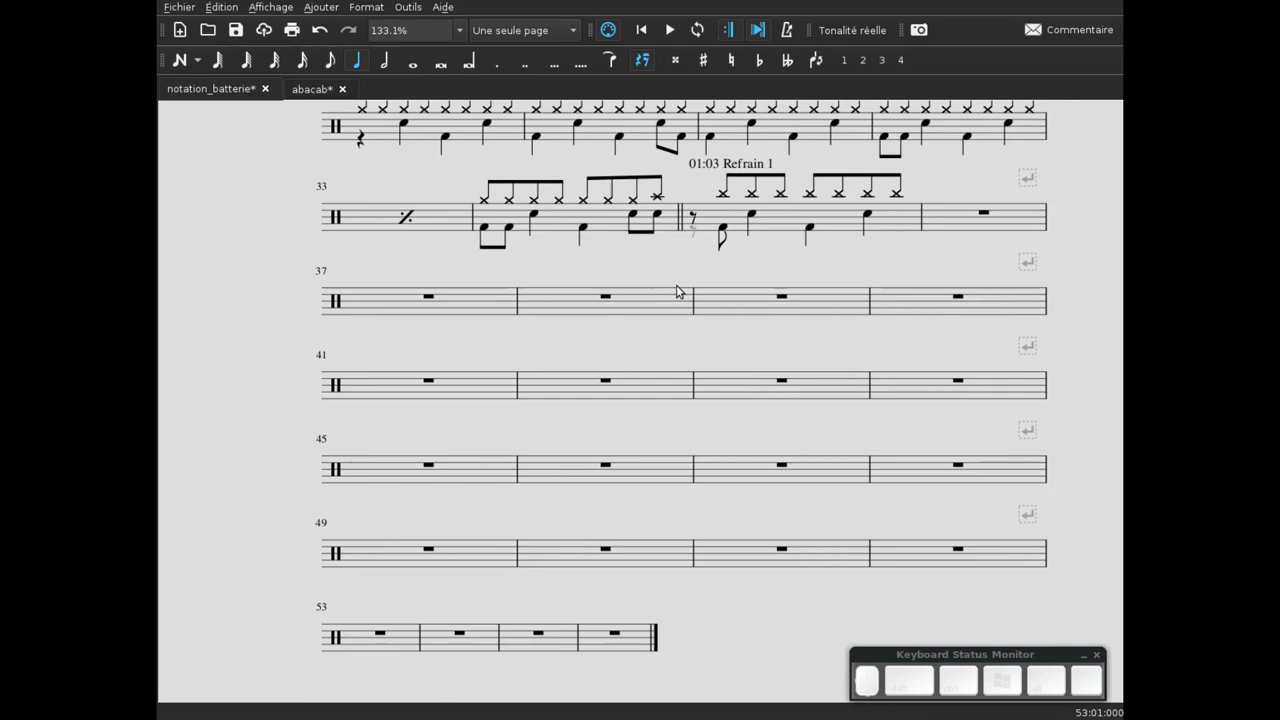 Fichier Édition Affichage Ajouter Format Outils Aide
133.1% Une seule page Tonalité réelle Commentaire
1 2 3 4
notation_batterie* abacab*
01:03 Refrain 1
33
37
41
45
49
53
Keyboard Status Monitor
53:01:000